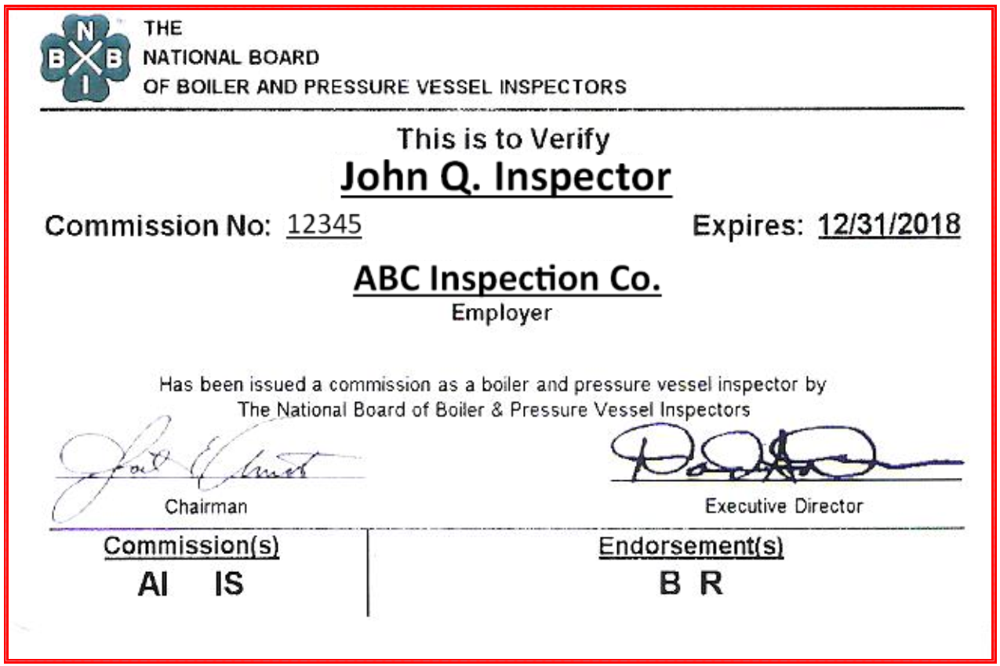 N
B B
I
THE
NATIONAL BOARD
OF BOILER AND PRESSURE VESSEL INSPECTORS
This is to Verify
John Q. Inspector
Commission No: 12345 Expires: 12/31/2018
ABC Inspection Co.
Employer
Has been issued a commission as a boiler and pressure vessel inspector by
The National Board of Boiler & Pressure Vessel Inspectors
Chairman Executive Director
Commission(s) Endorsement(s)
AI IS B R